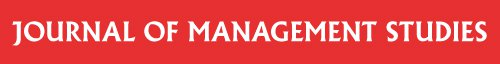 JOURNAL OF MANAGEMENT STUDIES